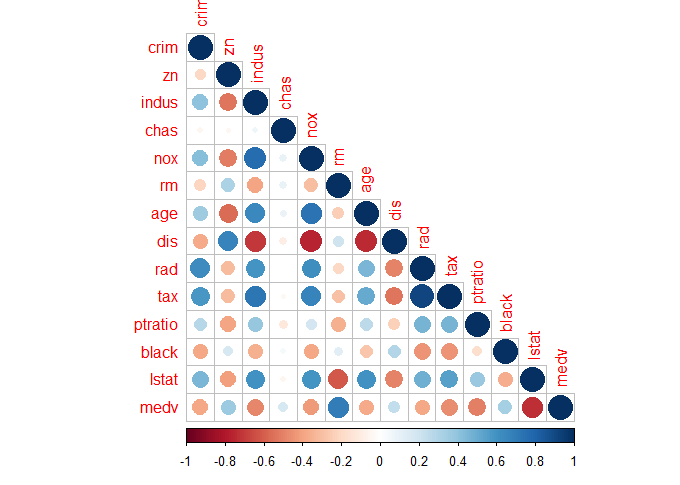 crim
crim
zn
zn
indus
indus
chas
chas
nox
nox
rm
rm
age
age
dis
dis
rad
rad
tax
tax
ptratio
ptratio
black
black
lstat
lstat
medv
medv
-1 -0.8 -0.6 -0.4 -0.2 0 0.2 0.4 0.6 0.8 1